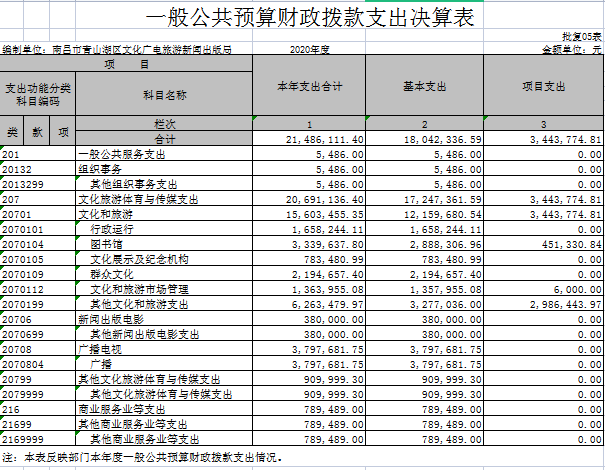 一般公共预算财政拨款支出决算表
批复05表
编制单位：南昌市青山湖区文化广电旅游新闻出版局 2020年度 金额单位：元
项 目 本年支出合计 基本支出 项目支出
支出功能分类科目编码 科目名称
类 款 项 栏次 1 2 3
合计 21,486,111.40 18,042,336.59 3,443,774.81
201 一般公共服务支出 5,486.00 5,486.00 0.00
20132 组织事务 5,486.00 5,486.00 0.00
2013299 其他组织事务支出 5,486.00 5,486.00 0.00
207 文化旅游体育与传媒支出 20,691,136.40 17,247,361.59 3,443,774.81
20701 文化和旅游 15,603,455.35 12,159,680.54 3,443,774.81
2070101 行政运行 1,658,244.11 1,658,244.11 0.00
2070104 图书馆 3,339,637.80 2,888,306.96 451,330.84
2070105 文化展示及纪念机构 783,480.99 783,480.99 0.00
2070109 群众文化 2,194,657.40 2,194,657.40 0.00
2070112 文化和旅游市场管理 1,363,955.08 1,357,955.08 6,000.00
2070199 其他文化和旅游支出 6,263,479.97 3,277,036.00 2,986,443.97
20706 新闻出版电影 380,000.00 380,000.00 0.00
2070699 其他新闻出版电影支出 380,000.00 380,000.00 0.00
20708 广播电视 3,797,681.75 3,797,681.75 0.00
2070804 广播 3,797,681.75 3,797,681.75 0.00
20799 其他文化旅游体育与传媒支出 909,999.30 909,999.30 0.00
2079999 其他文化旅游体育与传媒支出 909,999.30 909,999.30 0.00
216 商业服务业等支出 789,489.00 789,489.00 0.00
21699 其他商业服务业等支出 789,489.00 789,489.00 0.00
2169999 其他商业服务业等支出 789,489.00 789,489.00 0.00
注：本表反映部门本年度一般公共预算财政拨款支出情况。